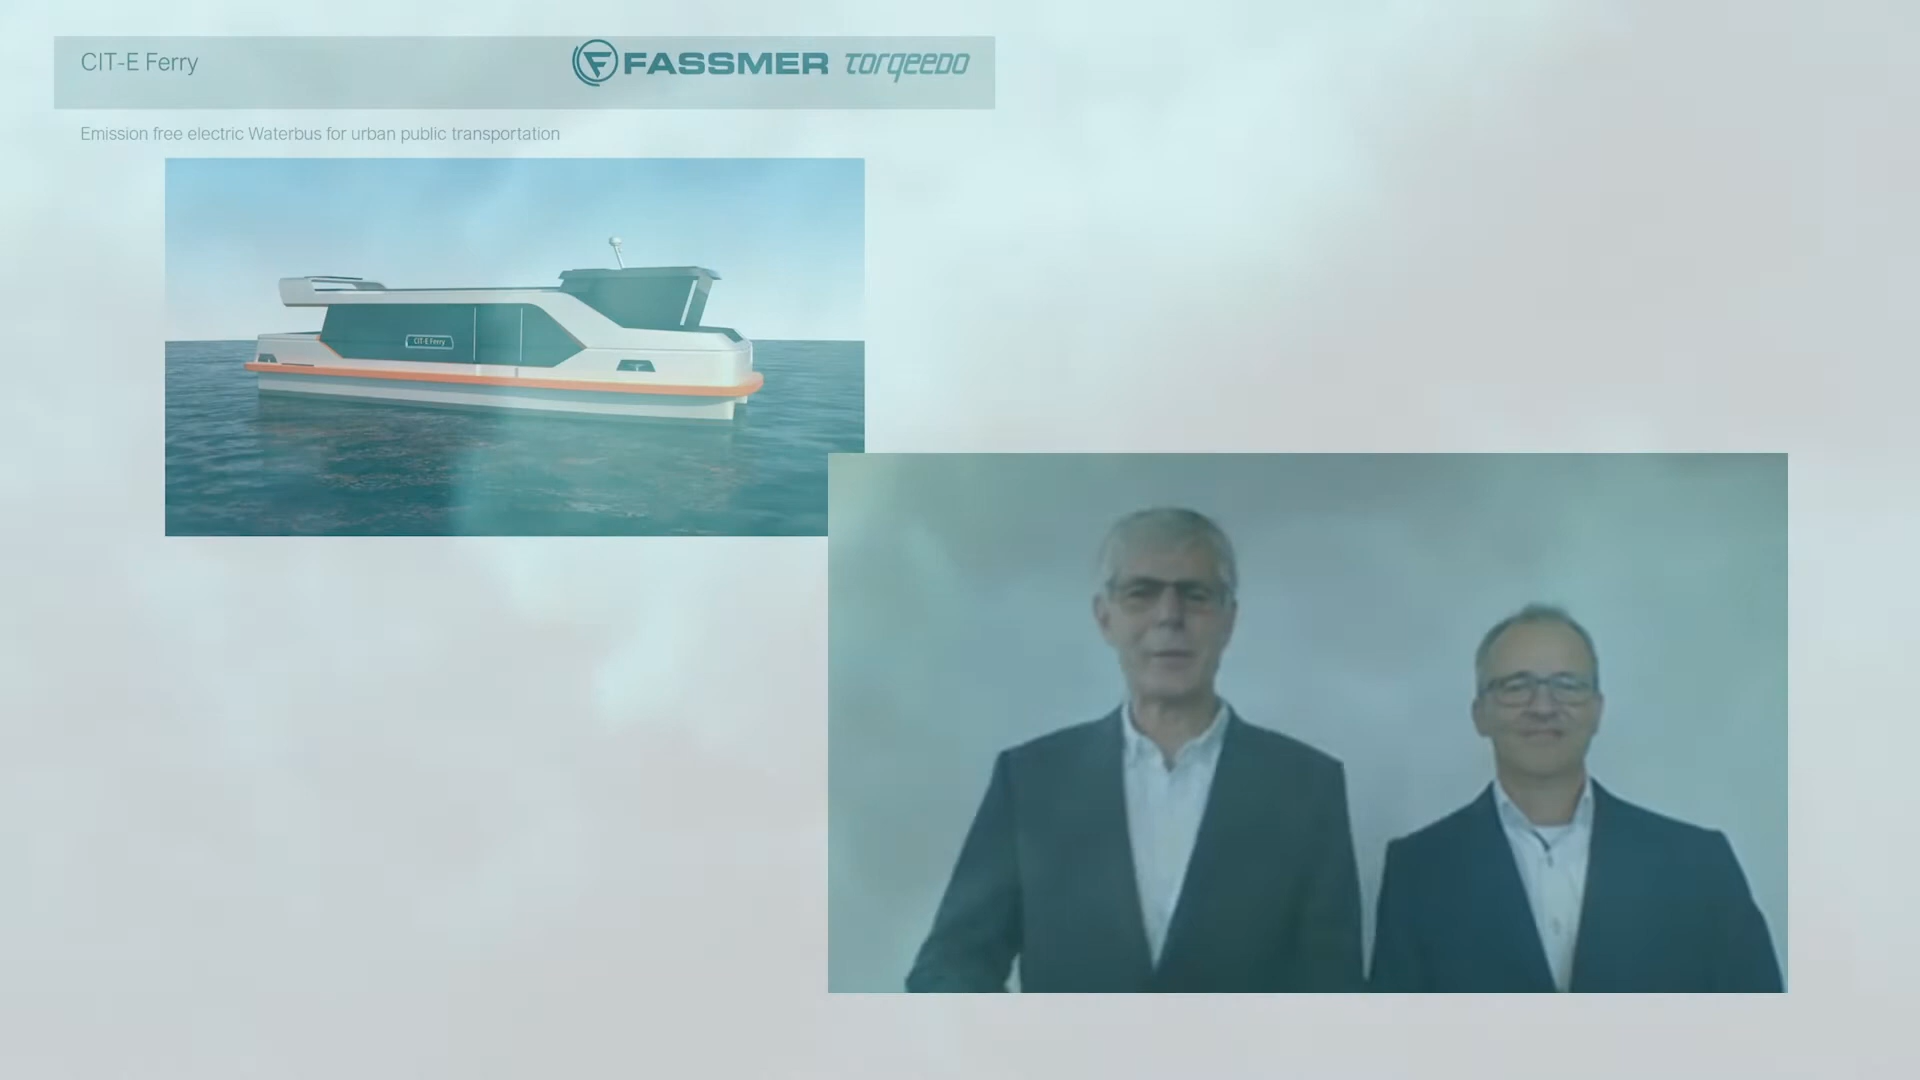 CIT-E Ferry
FASSMER TORQEEDO
Emission free electric Waterbus for urban public transportation
CIT-E Ferry